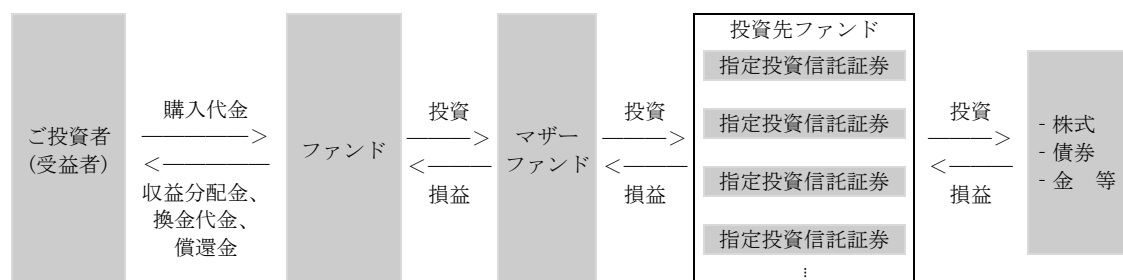 ご投資者
(受益者)
購入代金
―――――>
<―――――
収益分配金、
換金代金、
償還金
ファンド
投資
―――>
<―――
損益
マザー
ファンド
投資
―――>
<―――
損益
投資先ファンド
指定投資信託証券
指定投資信託証券
指定投資信託証券
指定投資信託証券
⋮
投資
―――>
<―――
損益
- 株式
- 債券
- 金　等